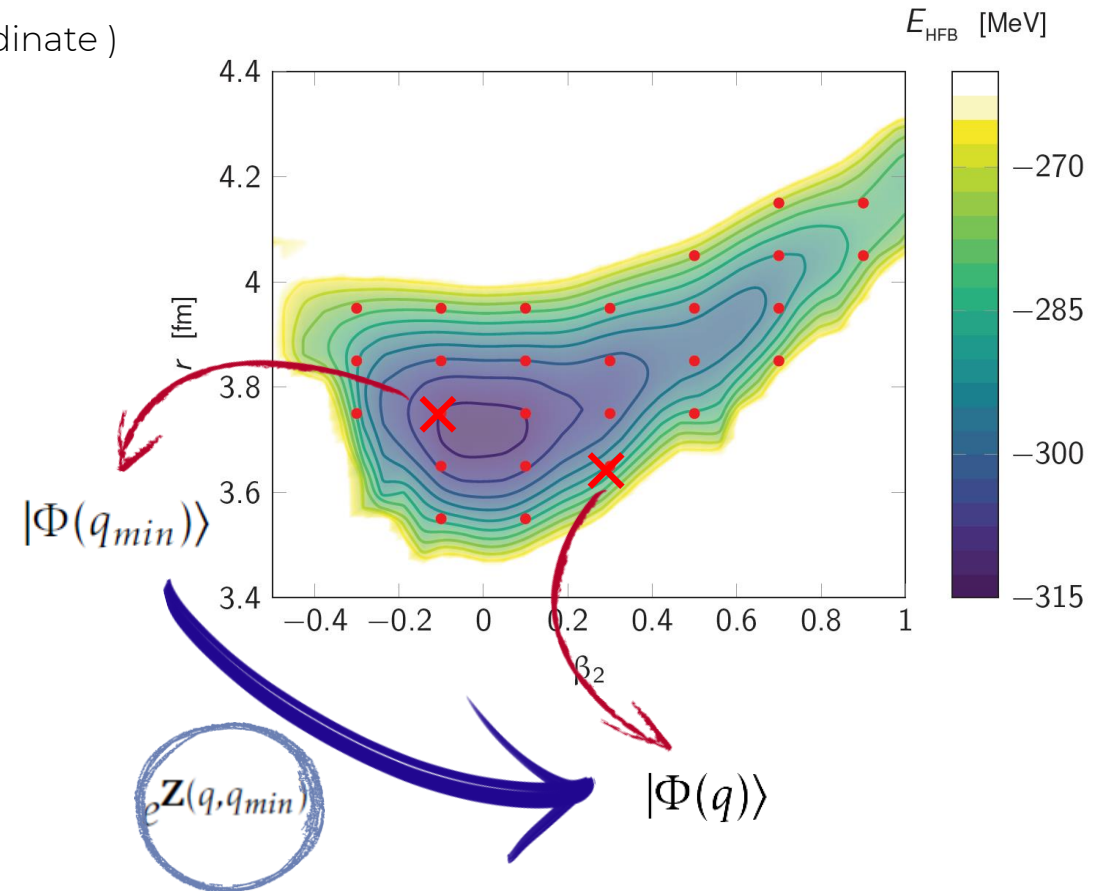 dinate )
E_HFB [MeV]
4.4
4.2
4
3.8
3.6
3.4
r [fm]
−0.4 −0.2 0 0.2 0.4 0.6 0.8 1
β₂
−270
−285
−300
−315
|Φ(q_min)⟩
e^Z(q,q_min)
|Φ(q)⟩